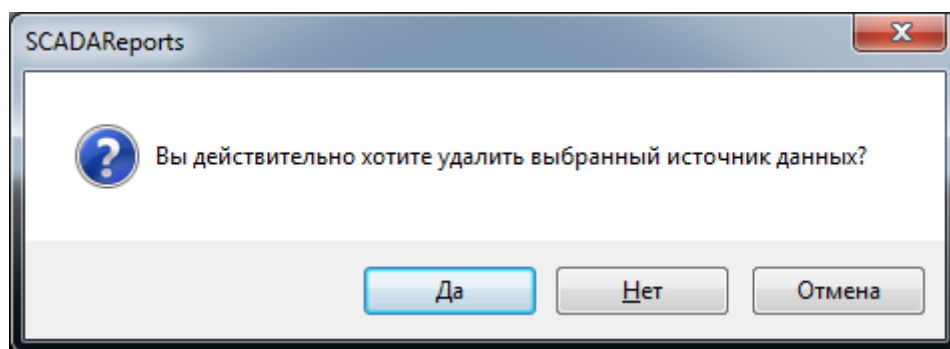 SCADAReports
Вы действительно хотите удалить выбранный источник данных?
Да
Нет
Отмена